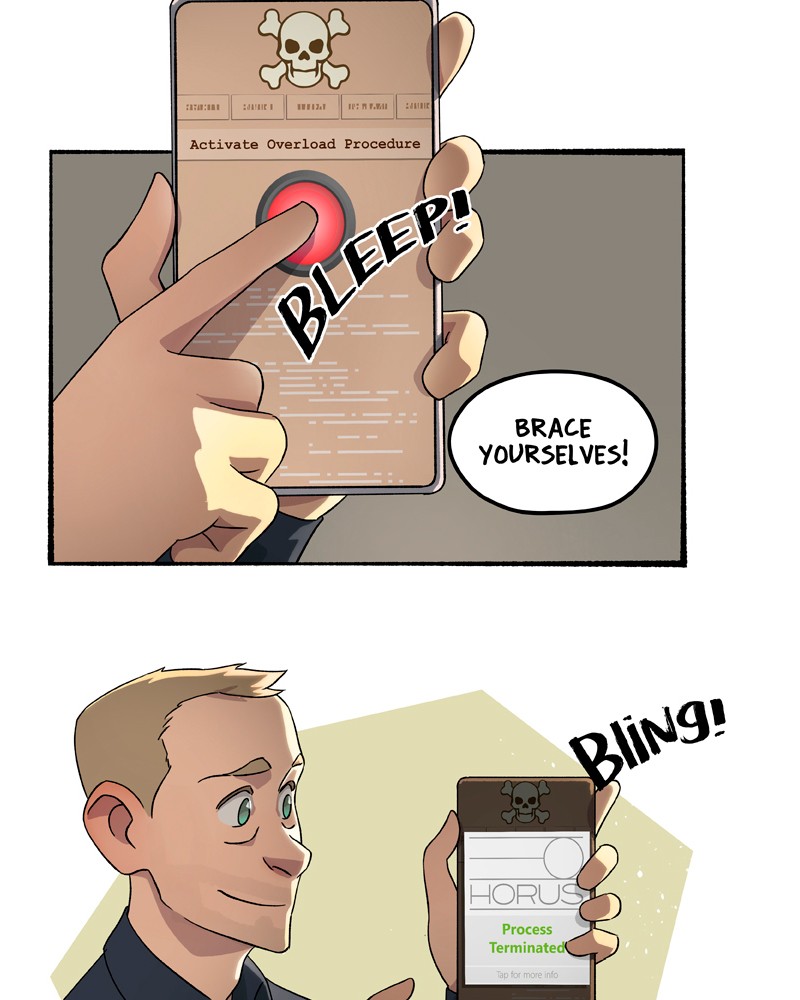 Activate Overload Procedure
BLEEP!
BRACE
YOURSELVES!
Bling!
HORUS
Process
Terminated
Tap for more info